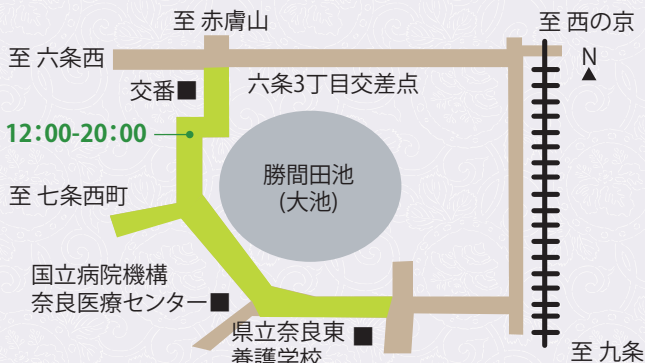 至 赤膚山
至 西の京
至 六条西
N
交番
六条3丁目交差点
12:00-20:00
勝間田池
(大池)
至 七条西町
国立病院機構
奈良医療センター
県立奈良東
養護学校
至 九条